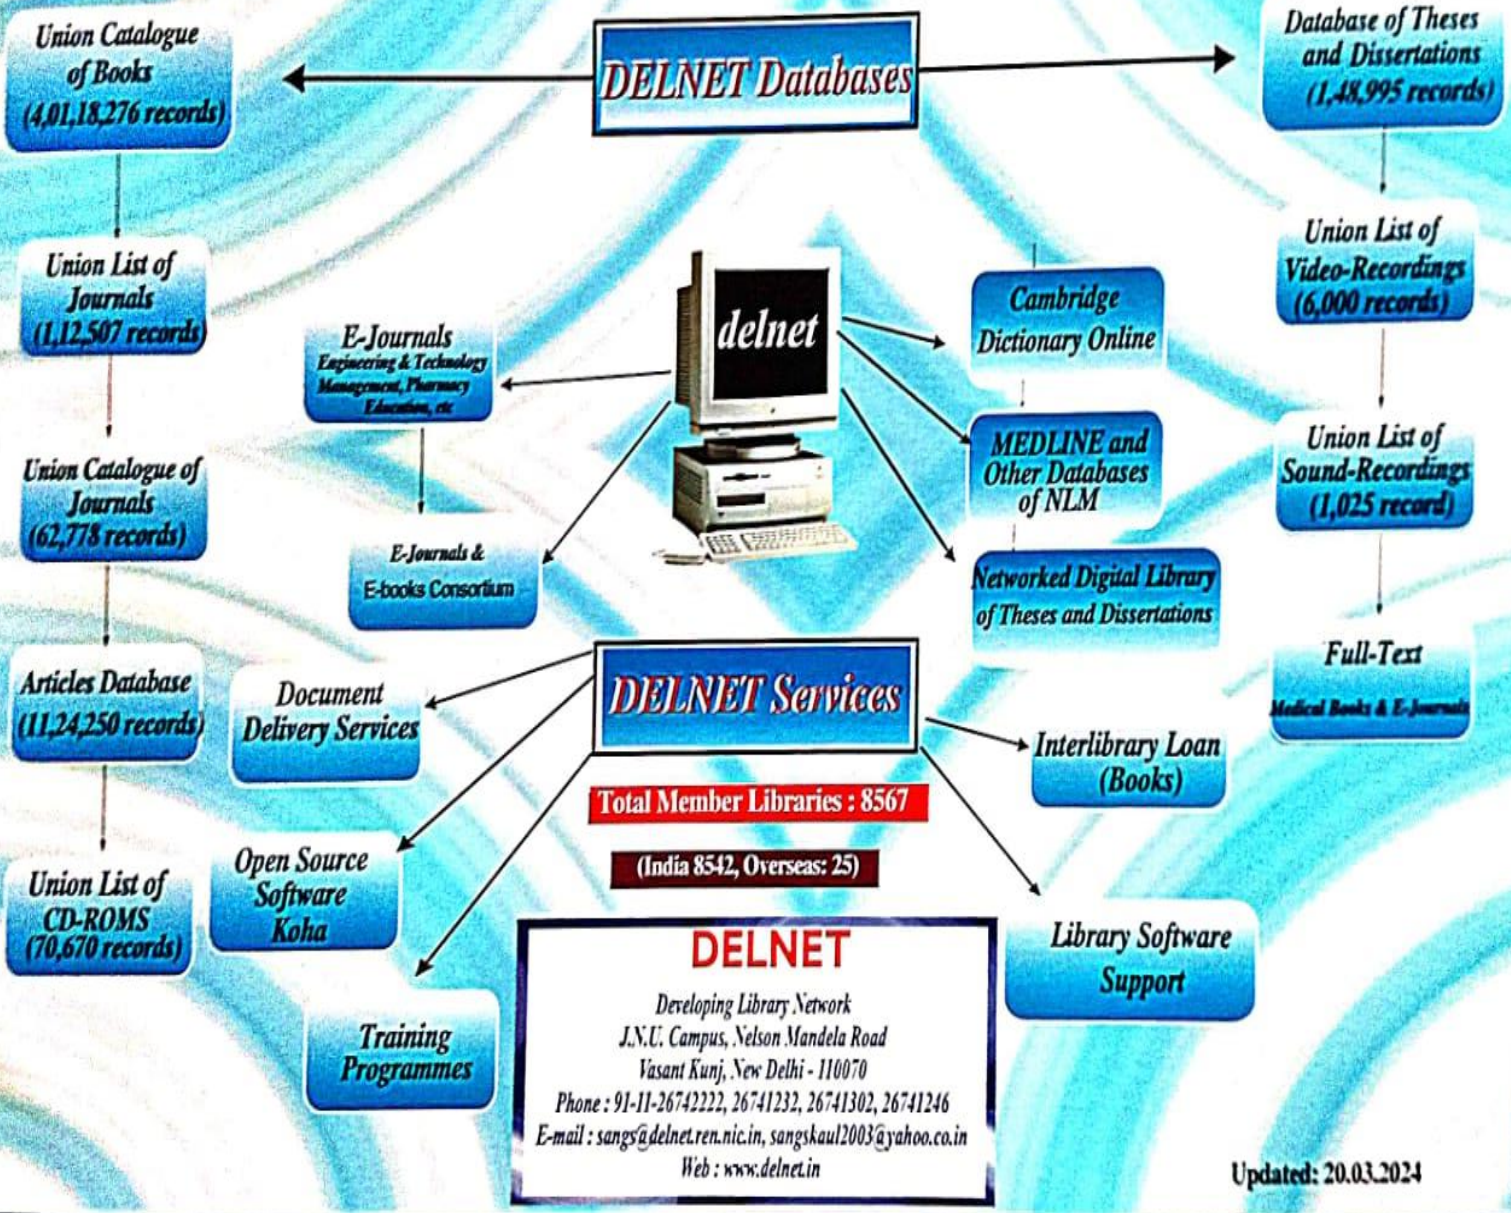 DELNET Databases
Union Catalogue
of Books
(4,01,18,276 records)
Union List of
Journals
(1,12,507 records)
Union Catalogue of
Journals
(62,778 records)
Articles Database
(11,24,250 records)
Union List of
CD-ROMS
(70,670 records)
Database of Theses
and Dissertations
(1,48,995 records)
Union List of
Video-Recordings
(6,000 records)
Union List of
Sound-Recordings
(1,025 record)
Full-Text
Medical Books & E-Journals
delnet
E-Journals
Engineering & Technology
Management, Pharmacy
Education, etc
E-Journals &
E-books Consortium
Cambridge
Dictionary Online
MEDLINE and
Other Databases
of NLM
Networked Digital Library
of Theses and Dissertations
DELNET Services
Document
Delivery Services
Open Source
Software
Koha
Training
Programmes
Interlibrary Loan
(Books)
Library Software
Support
Total Member Libraries : 8567
(India 8542, Overseas: 25)
DELNET
Developing Library Network
J.N.U. Campus, Nelson Mandela Road
Vasant Kunj, New Delhi - 110070
Phone : 91-11-26742222, 26741232, 26741302, 26741246
E-mail : sangs@delnet.ren.nic.in, sangskaul2003@yahoo.co.in
Web : www.delnet.in
Updated: 20.03.2024